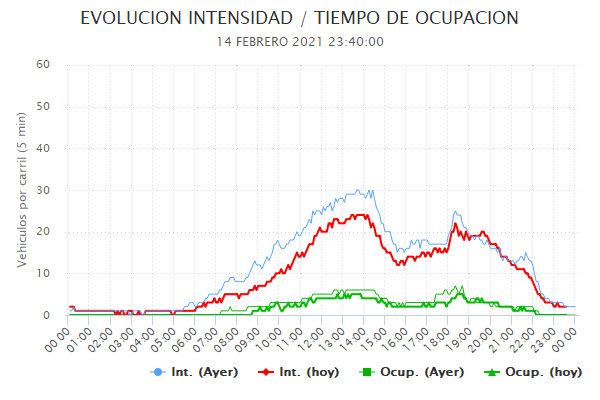 EVOLUCION INTENSIDAD / TIEMPO DE OCUPACION
14 FEBRERO 2021 23:40:00
Vehiculos por carril (5 min)
60
50
40
30
20
10
0
00:00 01:00 02:00 03:00 04:00 05:00 06:00 07:00 08:00 09:00 10:00 11:00 12:00 13:00 14:00 15:00 16:00 17:00 18:00 19:00 20:00 21:00 22:00 23:00 00:00
Int. (Ayer) Int. (hoy) Ocup. (Ayer) Ocup. (hoy)